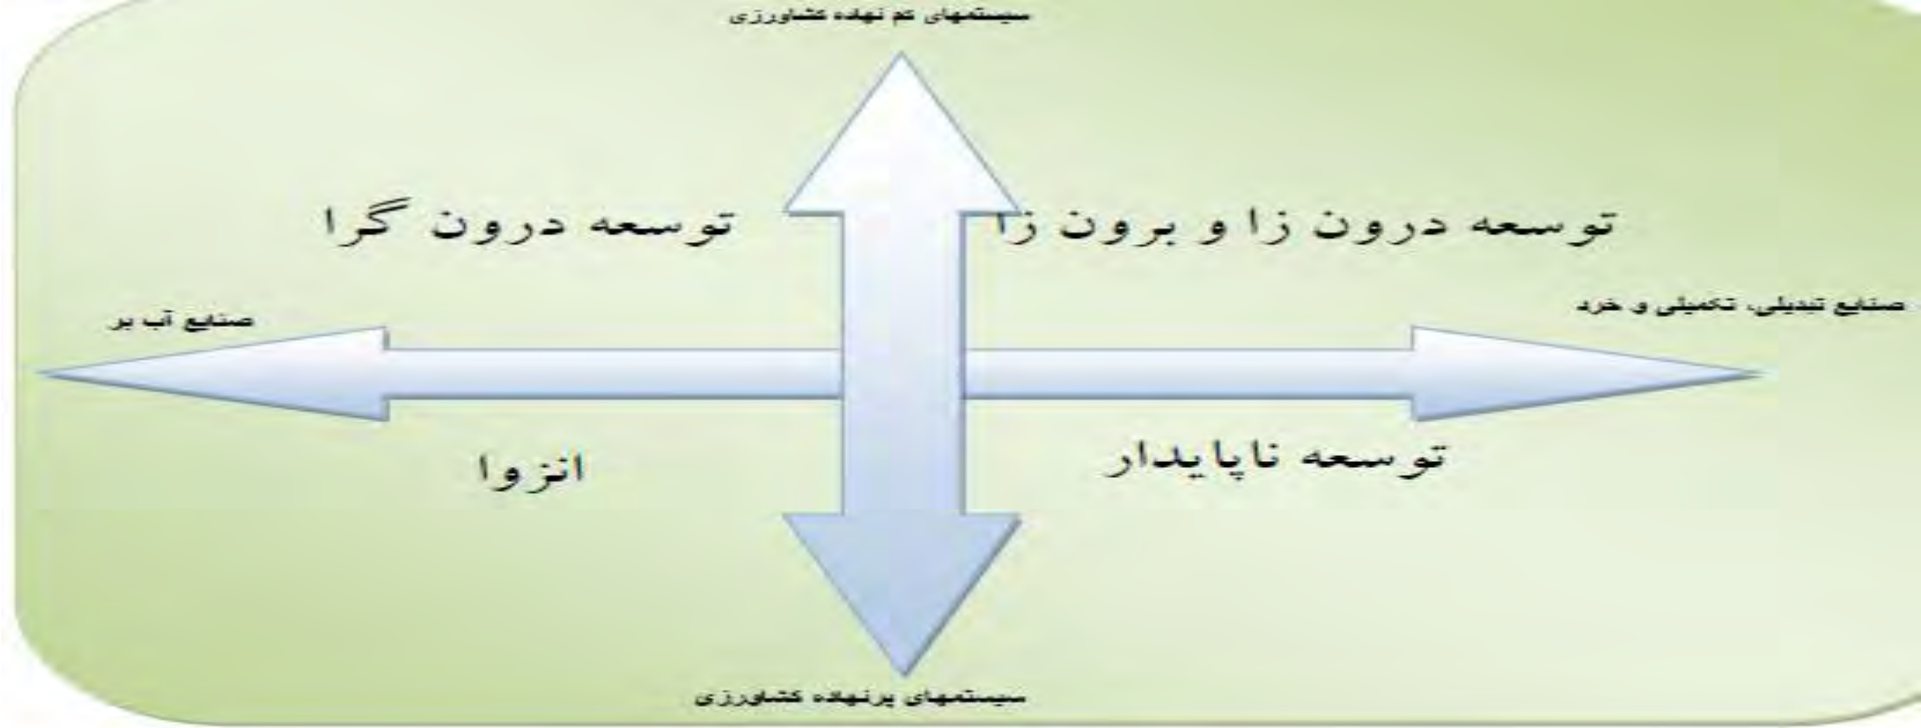 سیستمهای کم نهاده کشاورزی
توسعه درون زا و برون زا
توسعه درون گرا
صنایع تبدیلی، تکمیلی و خرد
صنایع آب بر
توسعه ناپایدار
انزوا
سیستمهای پرنهاده کشاورزی